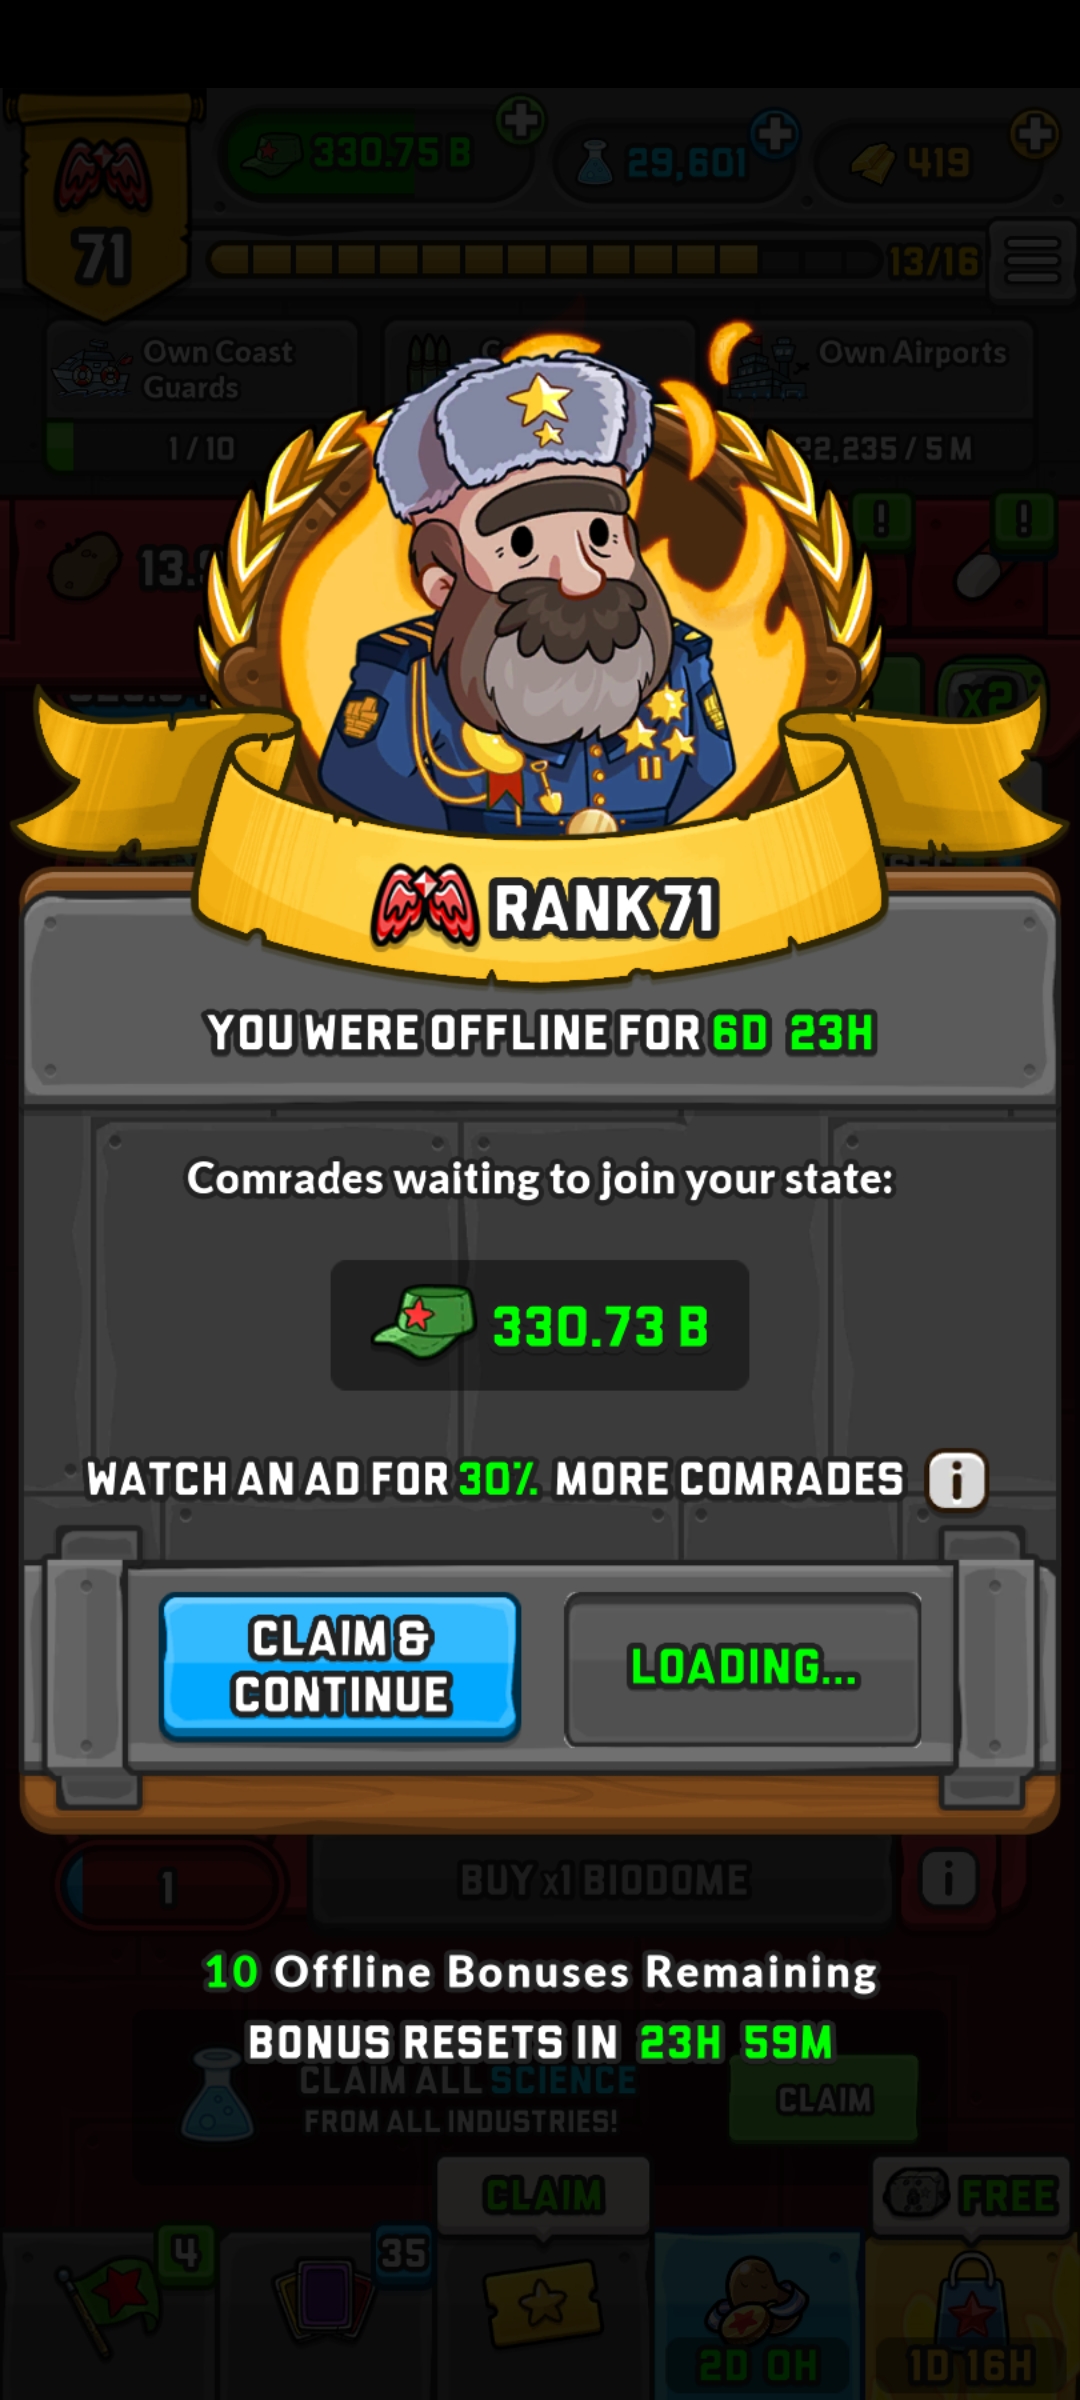 330.75 B
29,601
419
71
13/16
Own Coast
Guards
Own Airports
1 / 10
32,235 / 5 M
13.
x2
RANK 71
YOU WERE OFFLINE FOR 6D 23H
Comrades waiting to join your state:
330.73 B
WATCH AN AD FOR 30% MORE COMRADES
i
CLAIM &
CONTINUE
LOADING...
1
BUY x1 BIODOME
i
10 Offline Bonuses Remaining
BONUS RESETS IN 23H 59M
CLAIM ALL SCIENCE
FROM ALL INDUSTRIES!
CLAIM
CLAIM
FREE
4
35
2D 0H
1D 16H